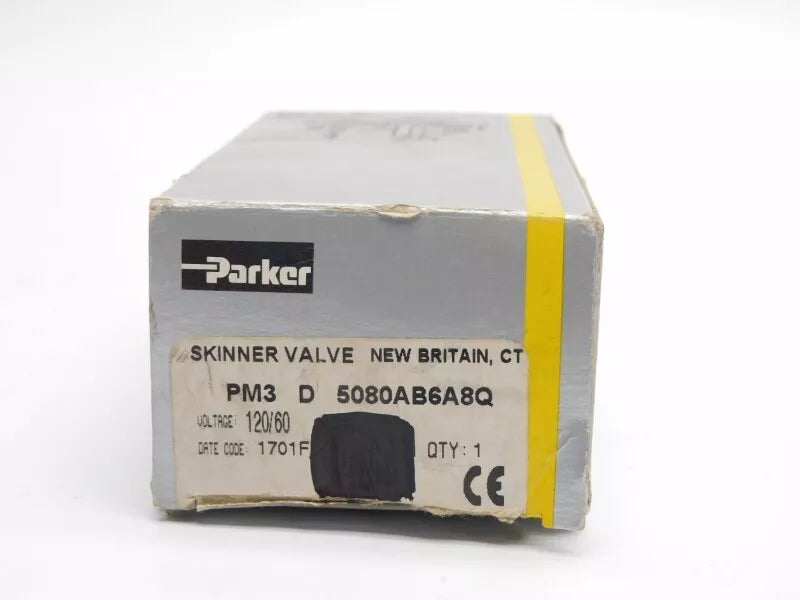 Parker
SKINNER VALVE NEW BRITAIN, CT
PM3 D 5080AB6A8Q
VOLTAGE: 120/60
DATE CODE: 1701F QTY: 1
CE